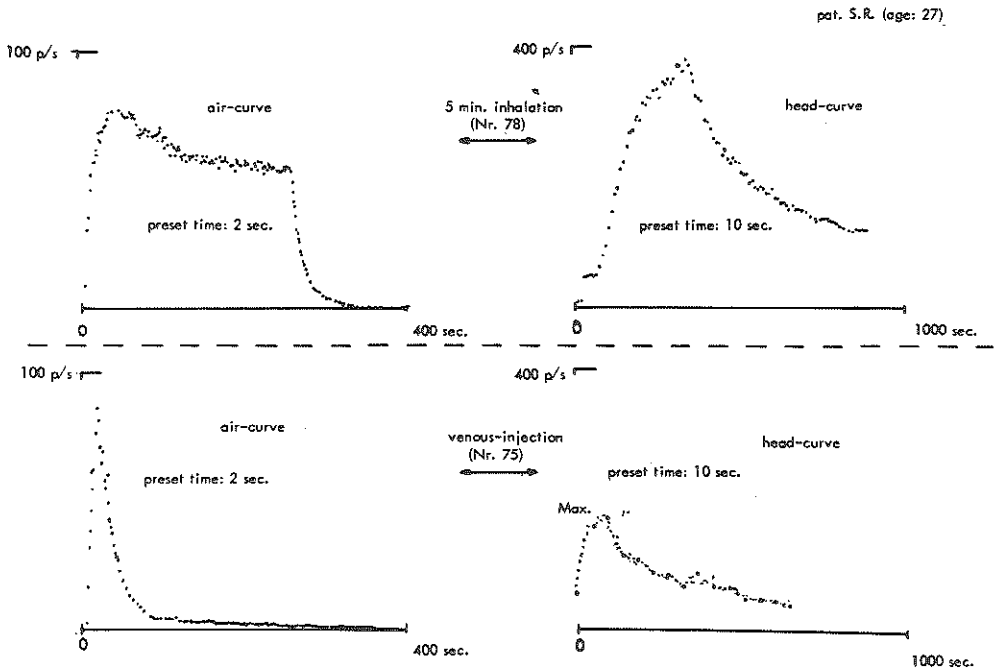 pat. S.R. (age: 27)
100 p/s
400 p/s
air-curve
5 min. inhalation
(Nr. 78)
head-curve
preset time: 2 sec.
preset time: 10 sec.
0
400 sec.
0
1000 sec.
100 p/s
400 p/s
air-curve
venous-injection
(Nr. 75)
head-curve
preset time: 2 sec.
preset time: 10 sec.
Max.
0
400 sec.
0
1000 sec.